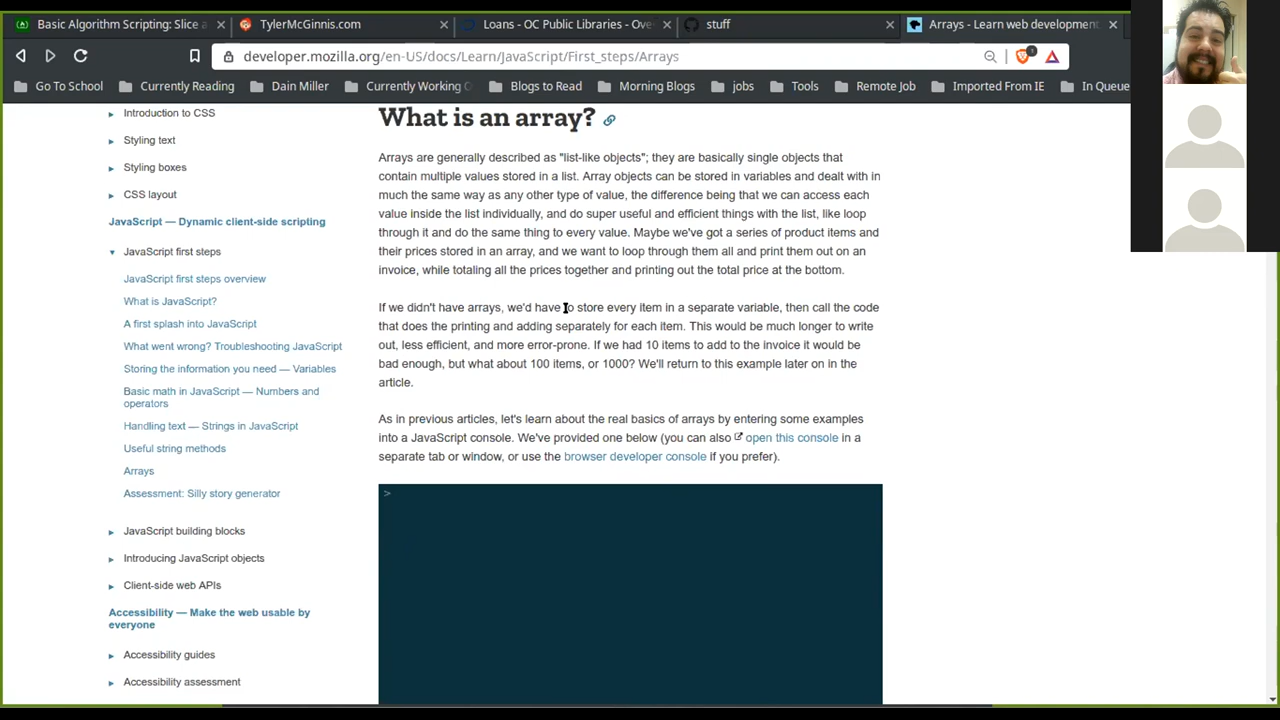 Basic Algorithm Scripting: Slice a
TylerMcGinnis.com
Loans - OC Public Libraries - Ove
stuff
Arrays - Learn web development
developer.mozilla.org/en-US/docs/Learn/JavaScript/First_steps/Arrays
1
Go To School
Currently Reading
Dain Miller
Currently Working O
Blogs to Read
Morning Blogs
jobs
Tools
Remote Job
Imported From IE
In Queue
Introduction to CSS
Styling text
Styling boxes
CSS layout
JavaScript — Dynamic client-side scripting
JavaScript first steps
JavaScript first steps overview
What is JavaScript?
A first splash into JavaScript
What went wrong? Troubleshooting JavaScript
Storing the information you need — Variables
Basic math in JavaScript — Numbers and
operators
Handling text — Strings in JavaScript
Useful string methods
Arrays
Assessment: Silly story generator
JavaScript building blocks
Introducing JavaScript objects
Client-side web APIs
Accessibility — Make the web usable by
everyone
Accessibility guides
Accessibility assessment
What is an array?
Arrays are generally described as "list-like objects"; they are basically single objects that
contain multiple values stored in a list. Array objects can be stored in variables and dealt with in
much the same way as any other type of value, the difference being that we can access each
value inside the list individually, and do super useful and efficient things with the list, like loop
through it and do the same thing to every value. Maybe we've got a series of product items and
their prices stored in an array, and we want to loop through them all and print them out on an
invoice, while totaling all the prices together and printing out the total price at the bottom.
If we didn't have arrays, we'd have to store every item in a separate variable, then call the code
that does the printing and adding separately for each item. This would be much longer to write
out, less efficient, and more error-prone. If we had 10 items to add to the invoice it would be
bad enough, but what about 100 items, or 1000? We'll return to this example later on in the
article.
As in previous articles, let's learn about the real basics of arrays by entering some examples
into a JavaScript console. We've provided one below (you can also open this console in a
separate tab or window, or use the browser developer console if you prefer).
>